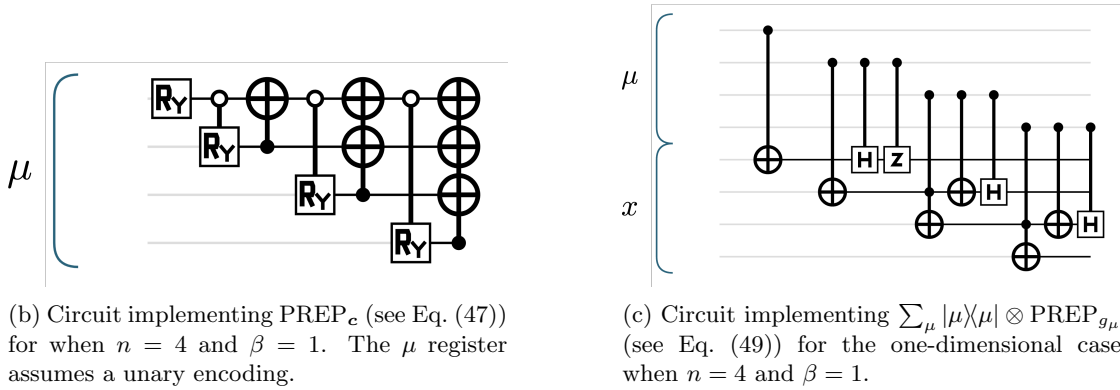 μ
R_Y
R_Y
R_Y
R_Y
(b) Circuit implementing PREP_c (see Eq. (47))
for when n = 4 and β = 1. The μ register
assumes a unary encoding.
μ
x
H
Z
H
H
(c) Circuit implementing ∑_μ |μ⟩⟨μ| ⊗ PREP_{g_μ}
(see Eq. (49)) for the one-dimensional case
when n = 4 and β = 1.